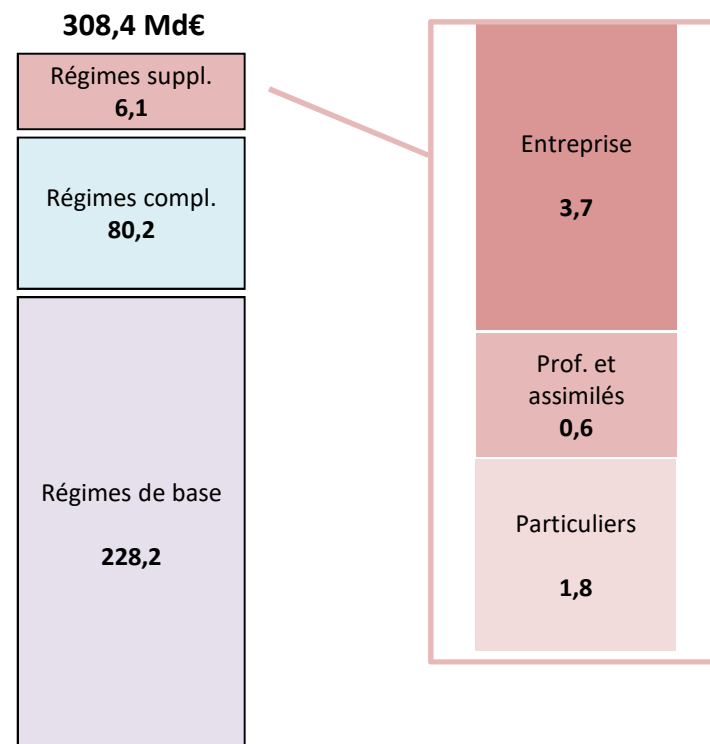 308,4 Md€
Régimes suppl.
6,1
Régimes compl.
80,2
Régimes de base
228,2
Entreprise
3,7
Prof. et
assimilés
0,6
Particuliers
1,8